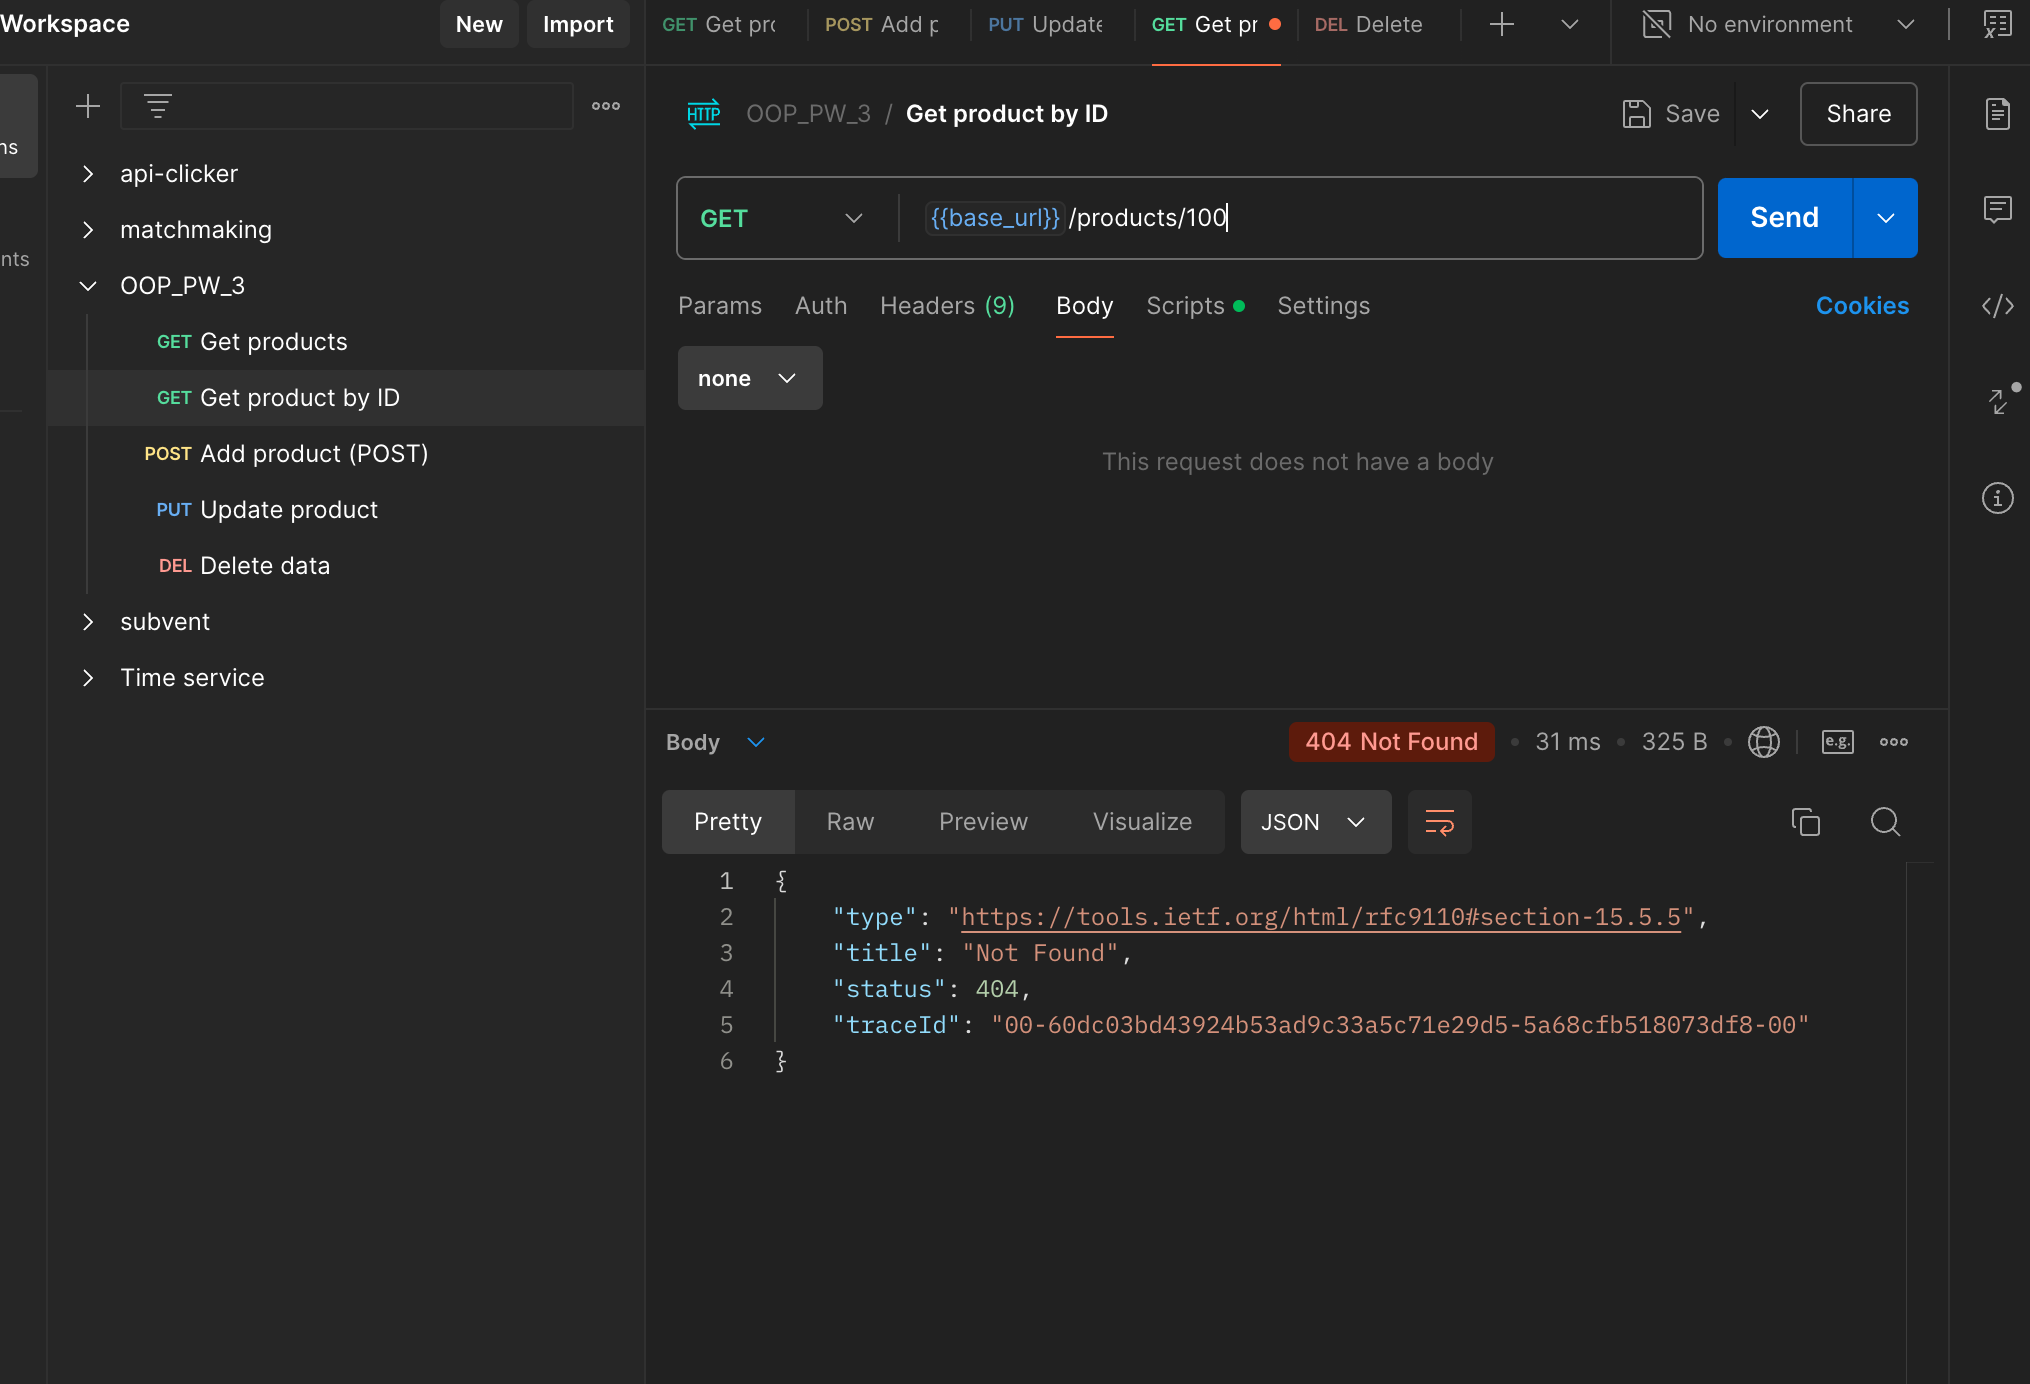 Workspace
New
Import
GET Get pro
POST Add p
PUT Update
GET Get pr
DEL Delete
No environment
ns
nts
api-clicker
matchmaking
OOP_PW_3
GET Get products
GET Get product by ID
POST Add product (POST)
PUT Update product
DEL Delete data
subvent
Time service
HTTP OOP_PW_3 / Get product by ID
Save
Share
GET
{{base_url}}/products/100
Send
Params Auth Headers (9) Body Scripts Settings
Cookies
none
This request does not have a body
Body
404 Not Found • 31 ms • 325 B
e.g.
Pretty Raw Preview Visualize
JSON
1 {
2 "type": "https://tools.ietf.org/html/rfc9110#section-15.5.5",
3 "title": "Not Found",
4 "status": 404,
5 "traceId": "00-60dc03bd43924b53ad9c33a5c71e29d5-5a68cfb518073df8-00"
6 }